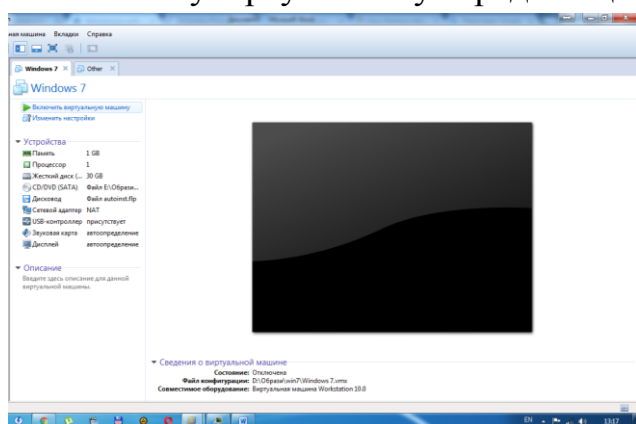 ная машина Вкладки Справка
Windows 7 × Other ×
Windows 7
Включить виртуальную машину
Изменить настройки
Устройства
Память 1 GB
Процессор 1
Жесткий диск (... 30 GB
CD/DVD (SATA) Файл E:\Образи...
Дисковод Файл autoinst.flp
Сетевой адаптер NAT
USB-контроллер присутствует
Звуковая карта автоопределение
Дисплей автоопределение
Описание
Введите здесь описание для данной
виртуальной машины.
Сведения о виртуальной машине
Состояние: Отключена
Файл конфигурации: D:\Образы\win7\Windows 7.vmx
Совместимое оборудование: Виртуальная машина Workstation 10.0
EN 13:17